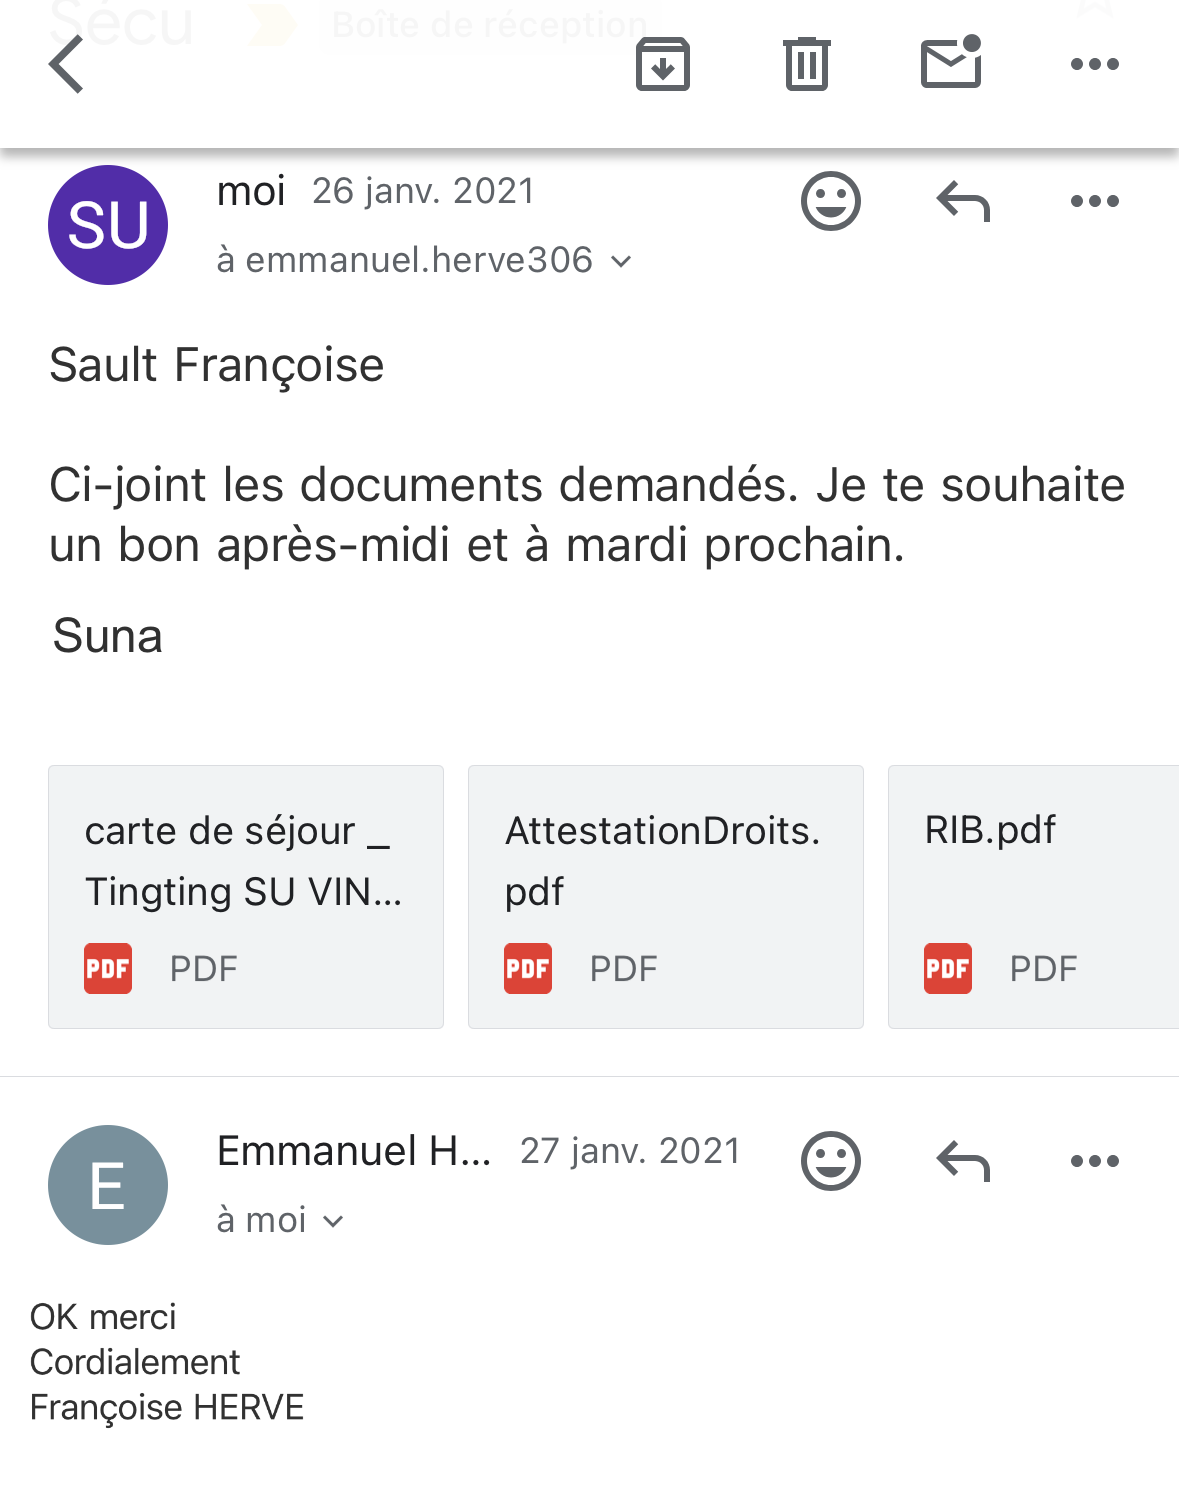 Sécu Boîte de réception
SU
moi 26 janv. 2021
à emmanuel.herve306
Sault Françoise
Ci-joint les documents demandés. Je te souhaite
un bon après-midi et à mardi prochain.
Suna
carte de séjour _
Tingting SU VIN...
PDF PDF
AttestationDroits.
pdf
PDF PDF
RIB.pdf
PDF PDF
E
Emmanuel H... 27 janv. 2021
à moi
OK merci
Cordialement
Françoise HERVE